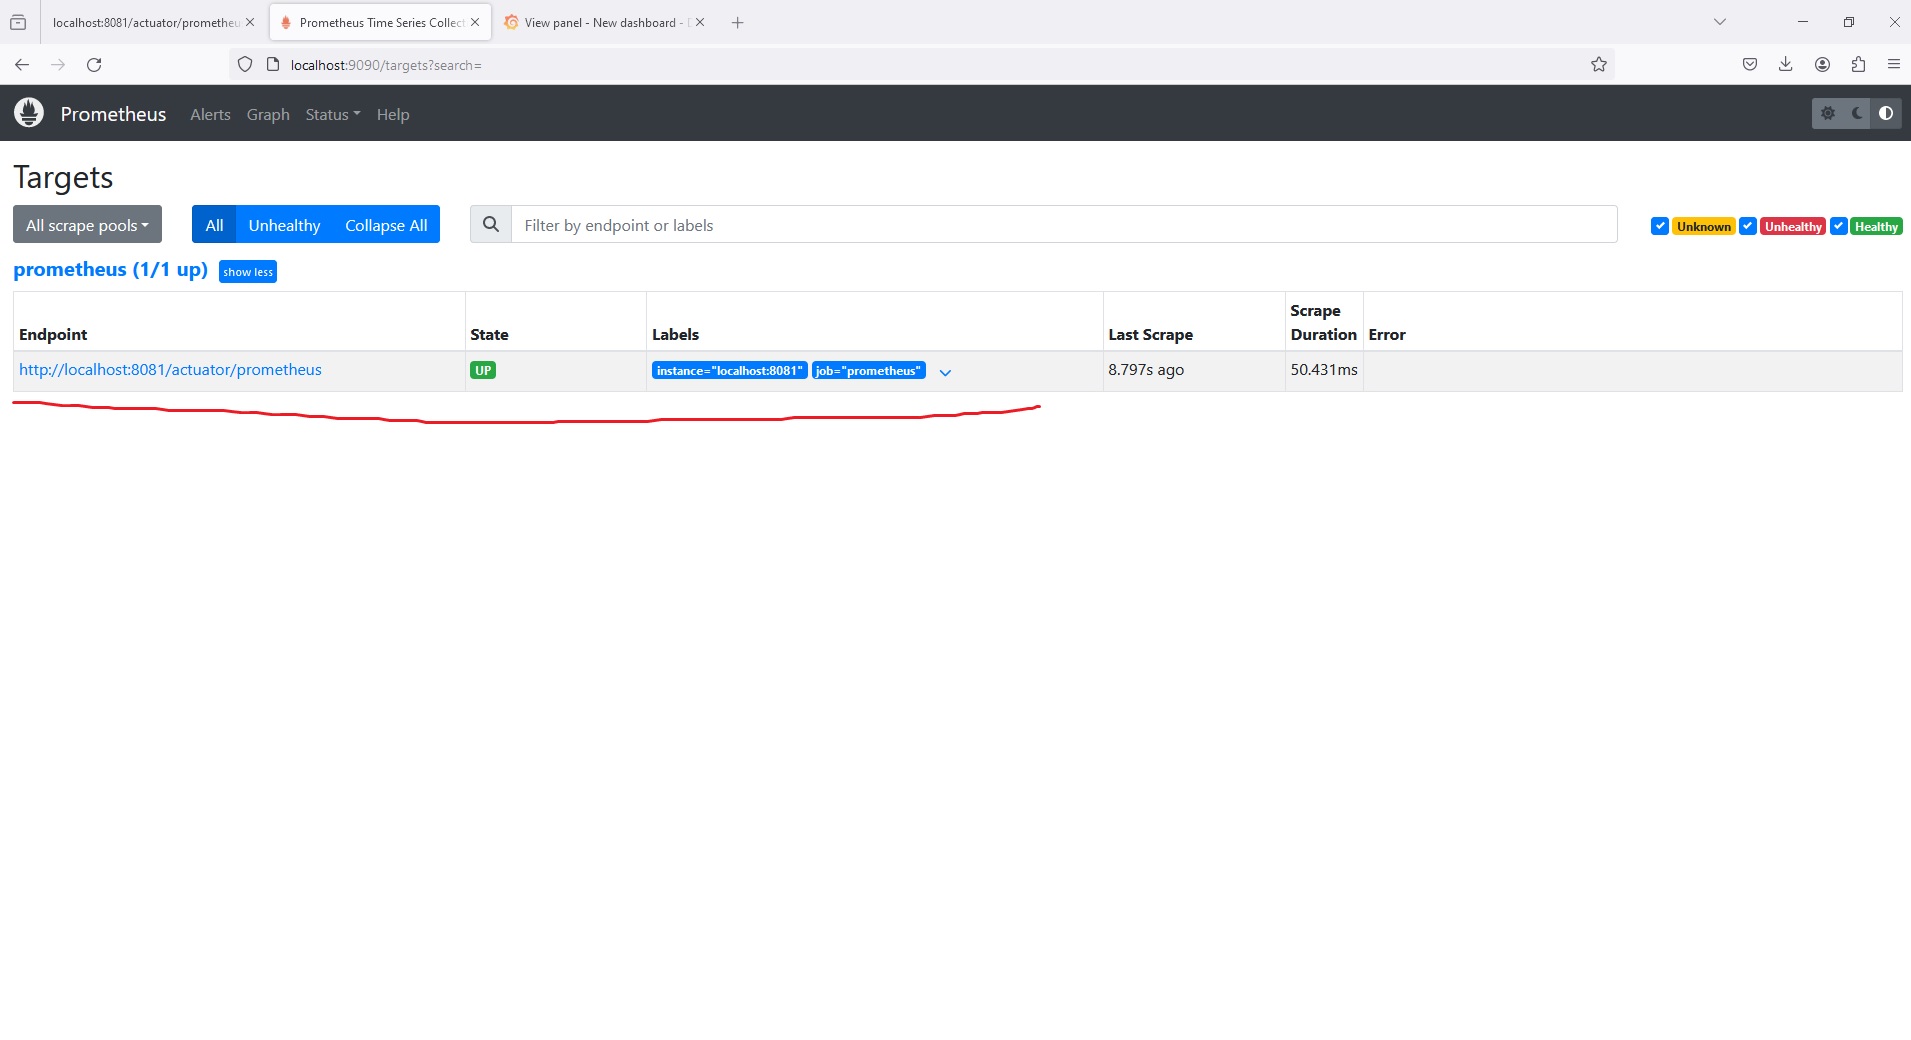 localhost:8081/actuator/prometheu
Prometheus Time Series Collect
View panel - New dashboard -
localhost:9090/targets?search=
Prometheus Alerts Graph Status Help
Targets
All scrape pools All Unhealthy Collapse All Filter by endpoint or labels Unknown Unhealthy Healthy
prometheus (1/1 up) show less
Endpoint State Labels Last Scrape Scrape Duration Error
http://localhost:8081/actuator/prometheus UP instance="localhost:8081" job="prometheus" 8.797s ago 50.431ms